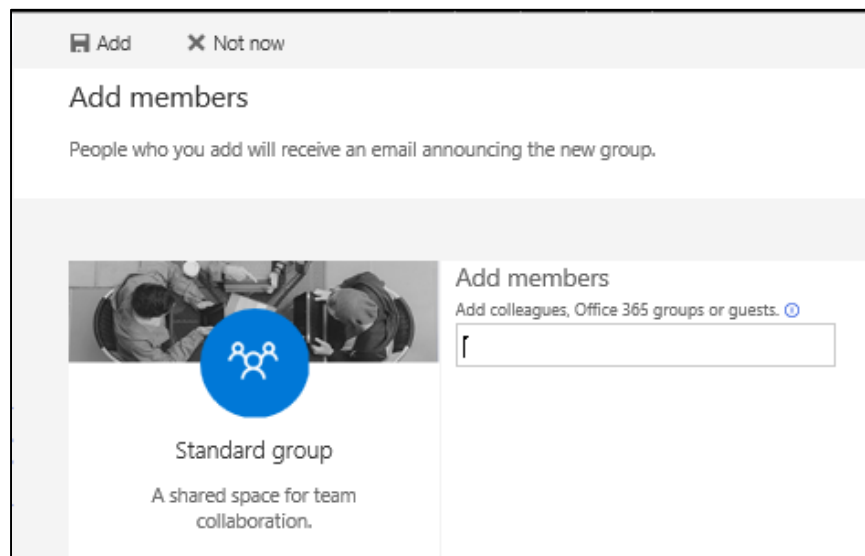 Add
Not now
Add members
People who you add will receive an email announcing the new group.
Add members
Add colleagues, Office 365 groups or guests.
Standard group
A shared space for team
collaboration.